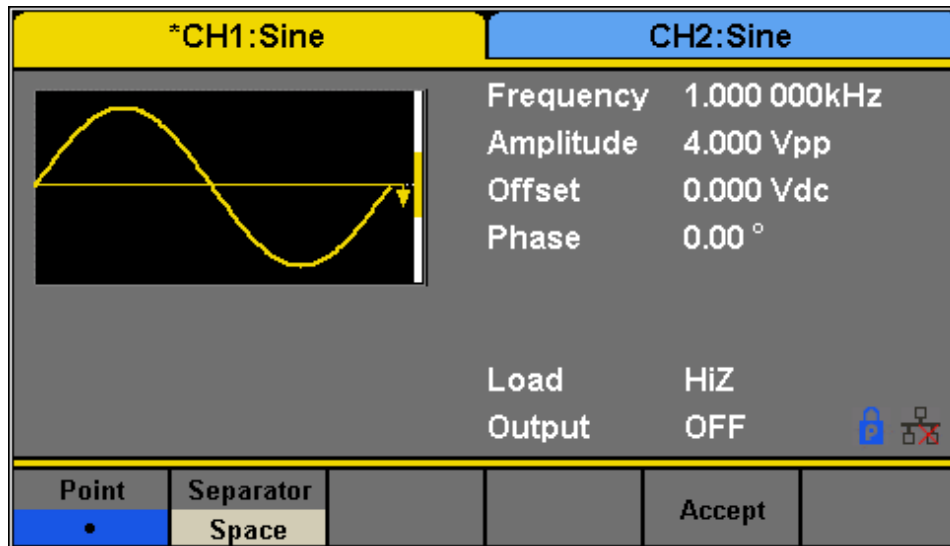 *CH1:Sine
CH2:Sine
Frequency 1.000 000kHz
Amplitude 4.000 Vpp
Offset 0.000 Vdc
Phase 0.00 °
Load HiZ
Output OFF
P
Point
•
Separator
Space
Accept